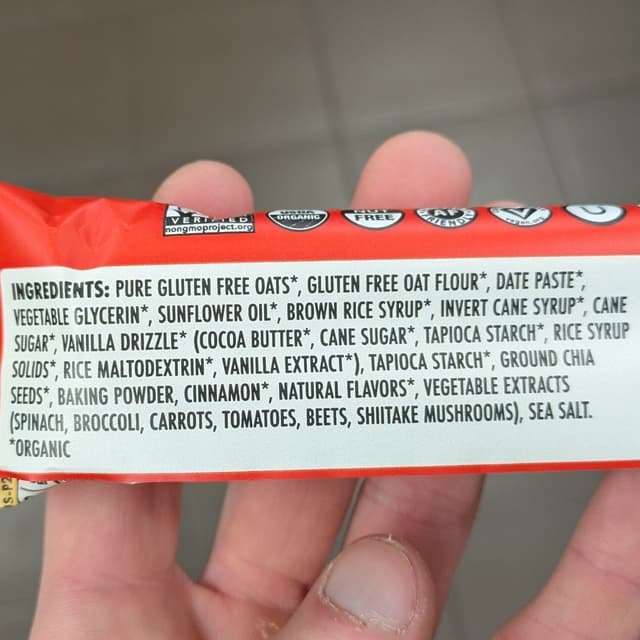 VERIFIED
nongmoproject.org
ORGANIC
FREE
INGREDIENTS: PURE GLUTEN FREE OATS*, GLUTEN FREE OAT FLOUR*, DATE PASTE*,
VEGETABLE GLYCERIN*, SUNFLOWER OIL*, BROWN RICE SYRUP*, INVERT CANE SYRUP*, CANE
SUGAR*, VANILLA DRIZZLE* (COCOA BUTTER*, CANE SUGAR*, TAPIOCA STARCH*, RICE SYRUP
SOLIDS*, RICE MALTODEXTRIN*, VANILLA EXTRACT*), TAPIOCA STARCH*, GROUND CHIA
SEEDS*, BAKING POWDER, CINNAMON*, NATURAL FLAVORS*, VEGETABLE EXTRACTS
(SPINACH, BROCCOLI, CARROTS, TOMATOES, BEETS, SHIITAKE MUSHROOMS), SEA SALT.
*ORGANIC